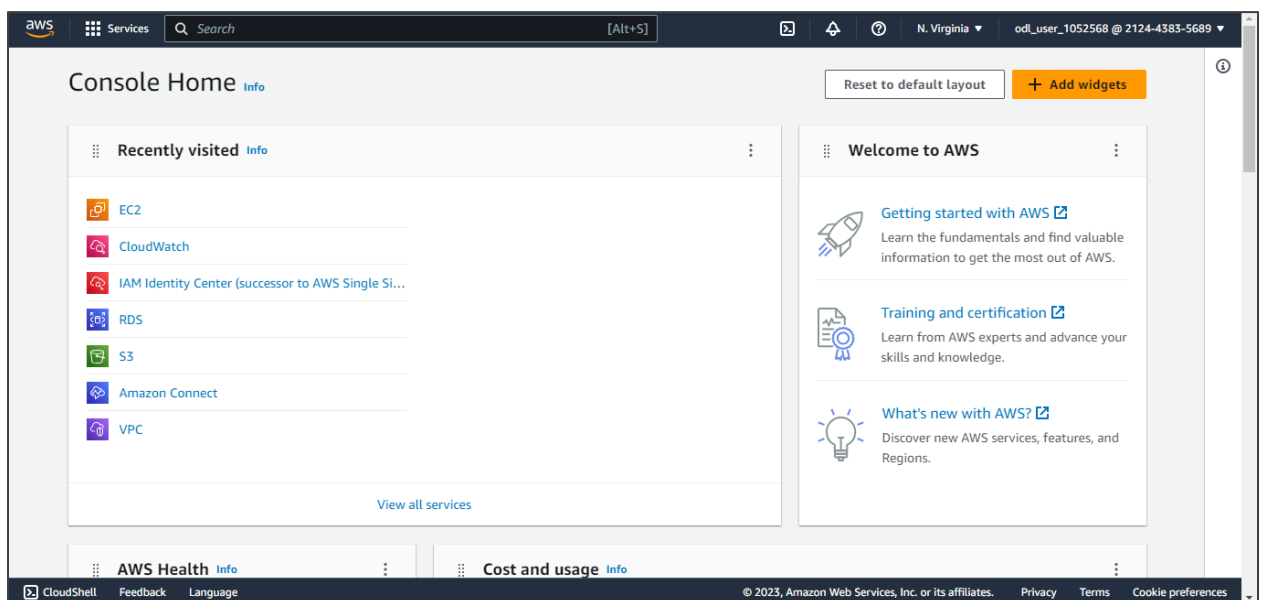 aws
Services
Search
[Alt+S]
N. Virginia
odl_user_1052568 @ 2124-4383-5689
Console Home Info
Reset to default layout
+ Add widgets
Recently visited Info
EC2
CloudWatch
IAM Identity Center (successor to AWS Single Si...
RDS
S3
Amazon Connect
VPC
View all services
Welcome to AWS
Getting started with AWS
Learn the fundamentals and find valuable
information to get the most out of AWS.
Training and certification
Learn from AWS experts and advance your
skills and knowledge.
What's new with AWS?
Discover new AWS services, features, and
Regions.
AWS Health Info
Cost and usage Info
CloudShell
Feedback
Language
© 2023, Amazon Web Services, Inc. or its affiliates.
Privacy
Terms
Cookie preferences